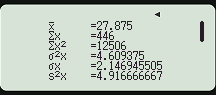 x̄ =27.875
Σx =446
Σx² =12506
σ²x =4.609375
σx =2.146945505
s²x =4.916666667